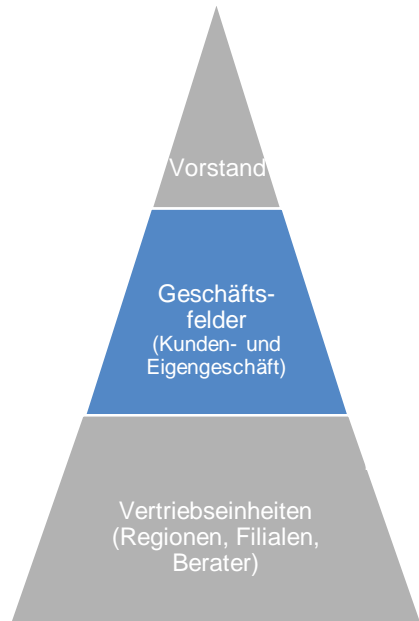 Vorstand
Geschäfts-
felder
(Kunden- und
Eigengeschäft)
Vertriebseinheiten
(Regionen, Filialen,
Berater)